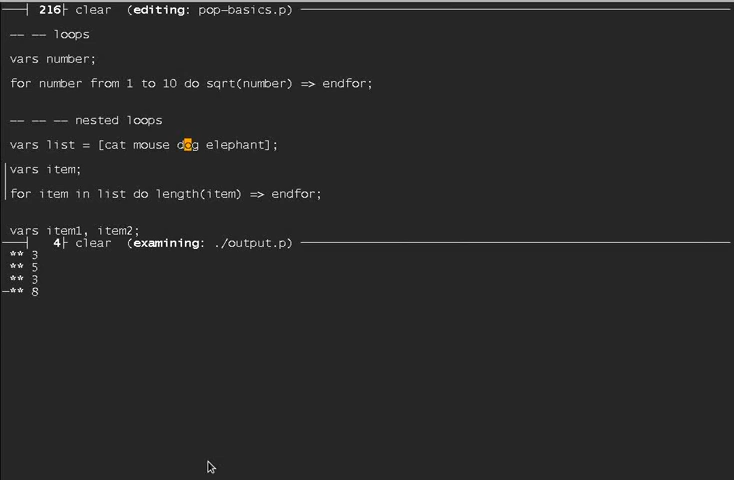 216 clear (editing: pop-basics.p)
-- -- loops
vars number;
for number from 1 to 10 do sqrt(number) => endfor;
-- -- -- nested loops
vars list = [cat mouse dog elephant];
vars item;
for item in list do length(item) => endfor;
vars item1, item2;
4 clear (examining: ./output.p)
** 3
** 5
** 3
** 8